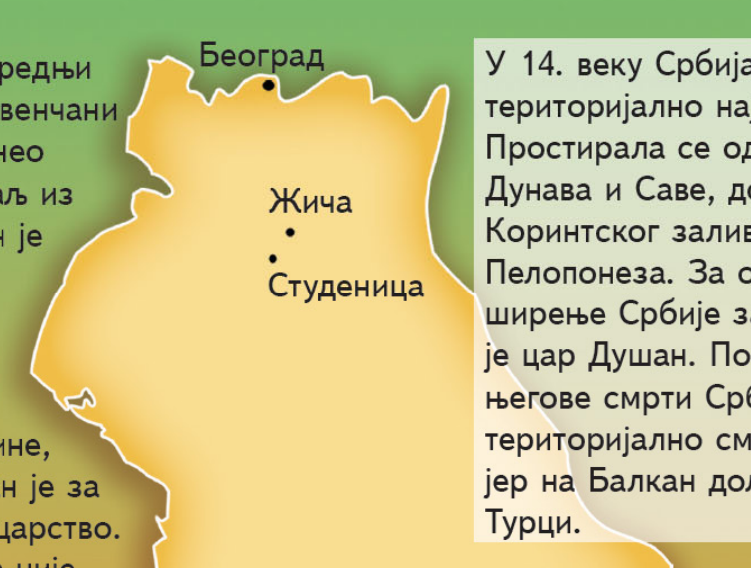 редњи
венчани
нео
аљ из
н је
ине,
н је за
царство.
Београд
Жича
Студеница
У 14. веку Србија
територијално нај
Простирала се од
Дунава и Саве, до
Коринтског залив
Пелопонеза. За о
ширење Србије за
је цар Душан. По
његове смрти Срб
територијално см
јер на Балкан дол
Турци.